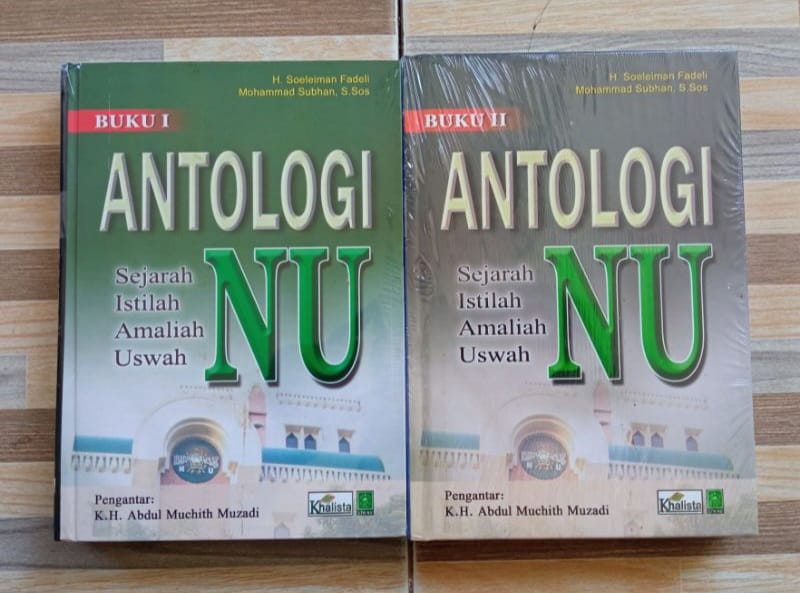 H. Soeleiman Fadeli
Mohammad Subhan, S.Sos
BUKU I
ANTOLOGI
NU
Sejarah
Istilah
Amaliah
Uswah
N U
Pengantar:
K.H. Abdul Muchith Muzadi
Khalista
H. Soeleiman Fadeli
Mohammad Subhan, S.Sos
BUKU II
ANTOLOGI
NU
Sejarah
Istilah
Amaliah
Uswah
N U
Pengantar:
K.H. Abdul Muchith Muzadi
Khalista